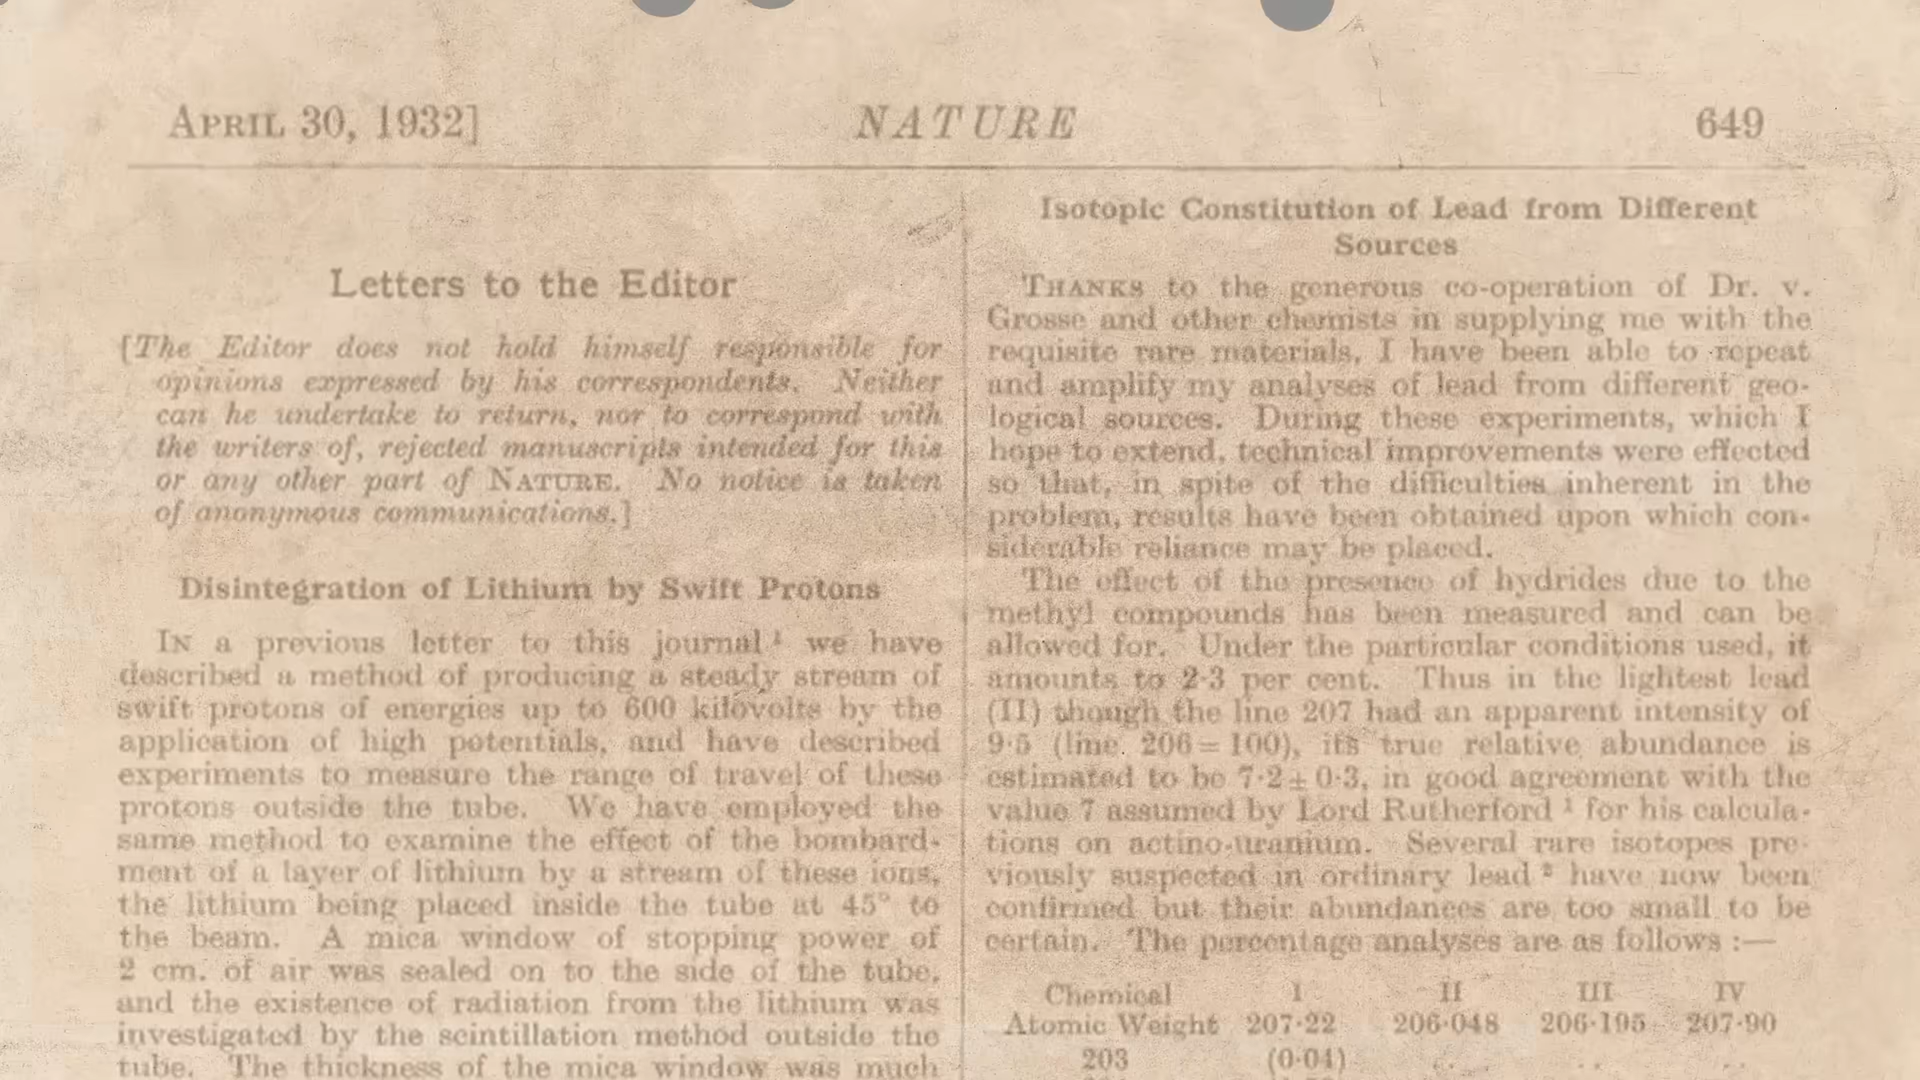 APRIL 30, 1932]
NATURE
649
Letters to the Editor
[The Editor does not hold himself responsible for
opinions expressed by his correspondents. Neither
can he undertake to return, nor to correspond with
the writers of, rejected manuscripts intended for this
or any other part of NATURE. No notice is taken
of anonymous communications.]
Disintegration of Lithium by Swift Protons
IN a previous letter to this journal¹ we have
described a method of producing a steady stream of
swift protons of energies up to 600 kilovolts by the
application of high potentials, and have described
experiments to measure the range of travel of these
protons outside the tube. We have employed the
same method to examine the effect of the bombard-
ment of a layer of lithium by a stream of these ions,
the lithium being placed inside the tube at 45° to
the beam. A mica window of stopping power of
2 cm. of air was sealed on to the side of the tube,
and the existence of radiation from the lithium was
investigated by the scintillation method outside the
tube. The thickness of the mica window was much
Isotopic Constitution of Lead from Different
Sources
THANKS to the generous co-operation of Dr. v.
Grosse and other chemists in supplying me with the
requisite rare materials, I have been able to repeat
and amplify my analyses of lead from different geo-
logical sources. During these experiments, which I
hope to extend, technical improvements were effected
so that, in spite of the difficulties inherent in the
problem, results have been obtained upon which con-
siderable reliance may be placed.
The effect of the presence of hydrides due to the
methyl compounds has been measured and can be
allowed for. Under the particular conditions used, it
amounts to 2·3 per cent. Thus in the lightest lead
(II) though the line 207 had an apparent intensity of
9·5 (line 206 = 100), its true relative abundance is
estimated to be 7·2 ± 0·3, in good agreement with the
value 7 assumed by Lord Rutherford ¹ for his calcula-
tions on actino-uranium. Several rare isotopes pre-
viously suspected in ordinary lead ² have now been
confirmed but their abundances are too small to be
certain. The percentage analyses are as follows :—
Chemical I II III IV
Atomic Weight 207·22 206·048 206·195 207·90
203 (0·04) .. .. ..